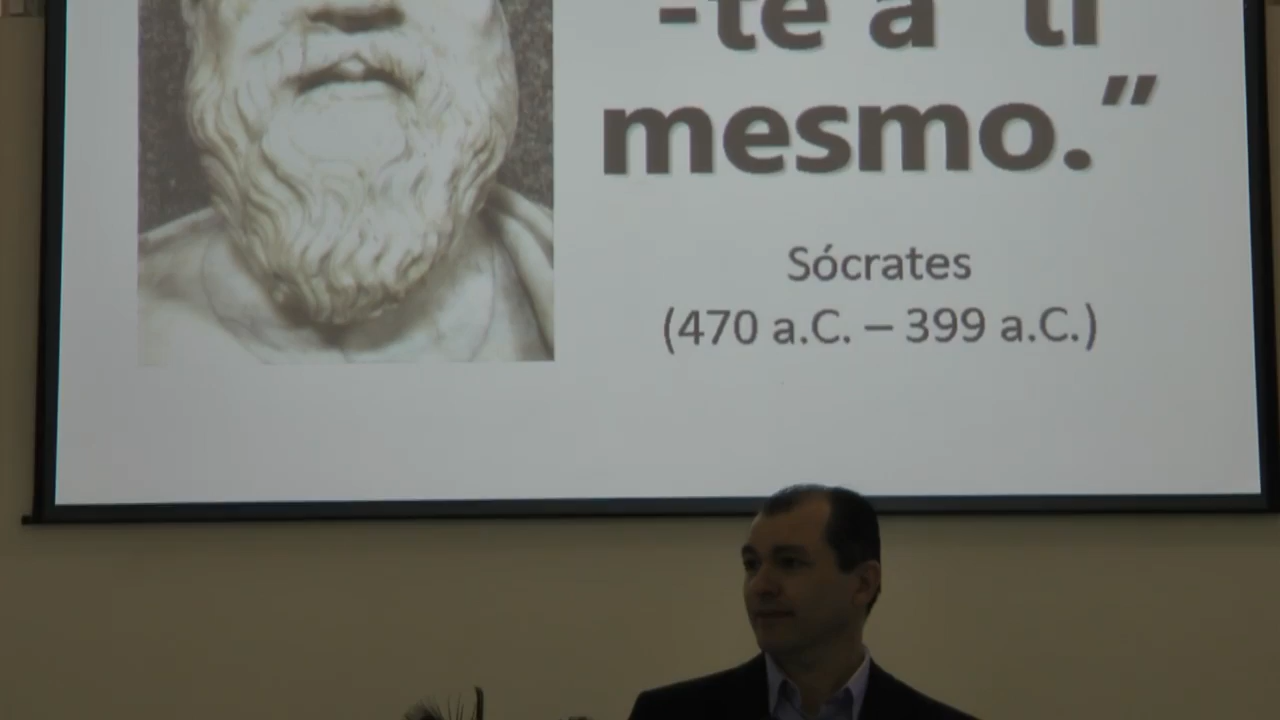 -te a ti
mesmo.”
Sócrates
(470 a.C. – 399 a.C.)